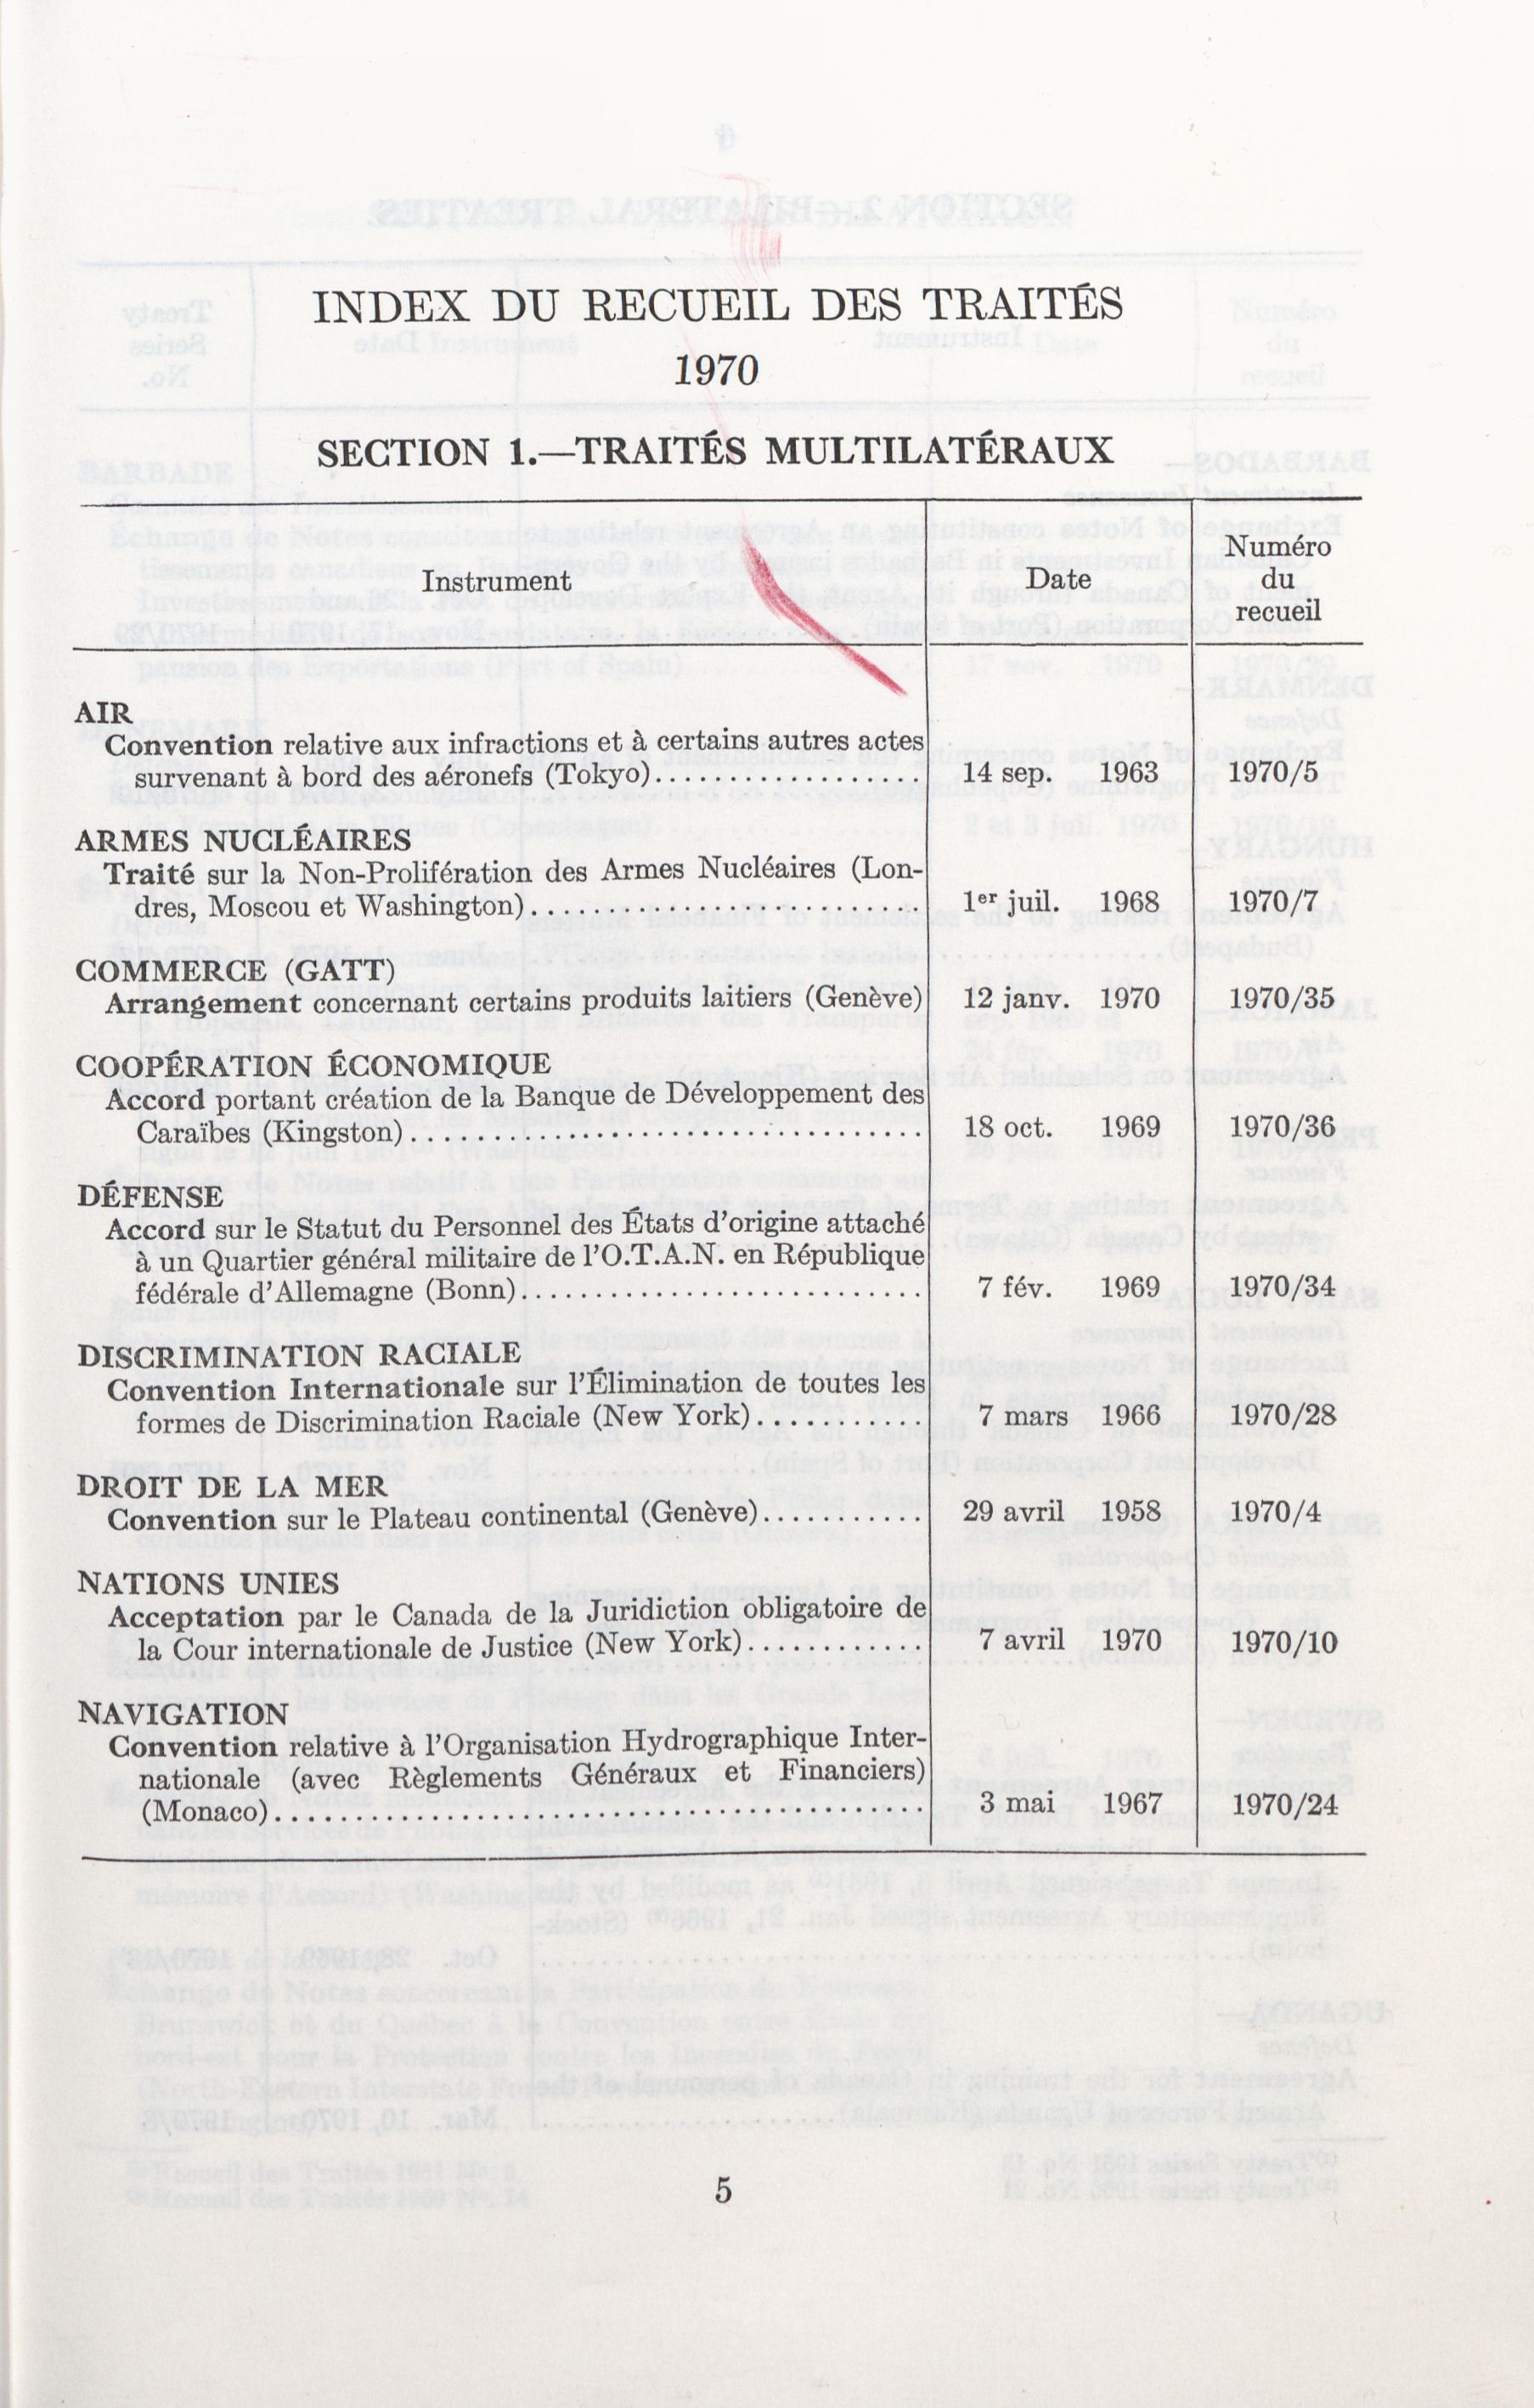 INDEX DU RECUEIL DES TRAITÉS
1970
SECTION 1.—TRAITÉS MULTILATÉRAUX
Instrument Date Numéro du recueil
AIR
Convention relative aux infractions et à certains autres actes
survenant à bord des aéronefs (Tokyo)................. 14 sep. 1963 1970/5
ARMES NUCLÉAIRES
Traité sur la Non-Prolifération des Armes Nucléaires (Lon-
dres, Moscou et Washington)......................... 1er juil. 1968 1970/7
COMMERCE (GATT)
Arrangement concernant certains produits laitiers (Genève) 12 janv. 1970 1970/35
COOPÉRATION ÉCONOMIQUE
Accord portant création de la Banque de Développement des
Caraïbes (Kingston)................................ 18 oct. 1969 1970/36
DÉFENSE
Accord sur le Statut du Personnel des États d'origine attaché
à un Quartier général militaire de l'O.T.A.N. en République
fédérale d'Allemagne (Bonn)......................... 7 fév. 1969 1970/34
DISCRIMINATION RACIALE
Convention Internationale sur l'Élimination de toutes les
formes de Discrimination Raciale (New York)........... 7 mars 1966 1970/28
DROIT DE LA MER
Convention sur le Plateau continental (Genève)........... 29 avril 1958 1970/4
NATIONS UNIES
Acceptation par le Canada de la Juridiction obligatoire de
la Cour internationale de Justice (New York)............ 7 avril 1970 1970/10
NAVIGATION
Convention relative à l'Organisation Hydrographique Inter-
nationale (avec Règlements Généraux et Financiers)
(Monaco)......................................... 3 mai 1967 1970/24
5